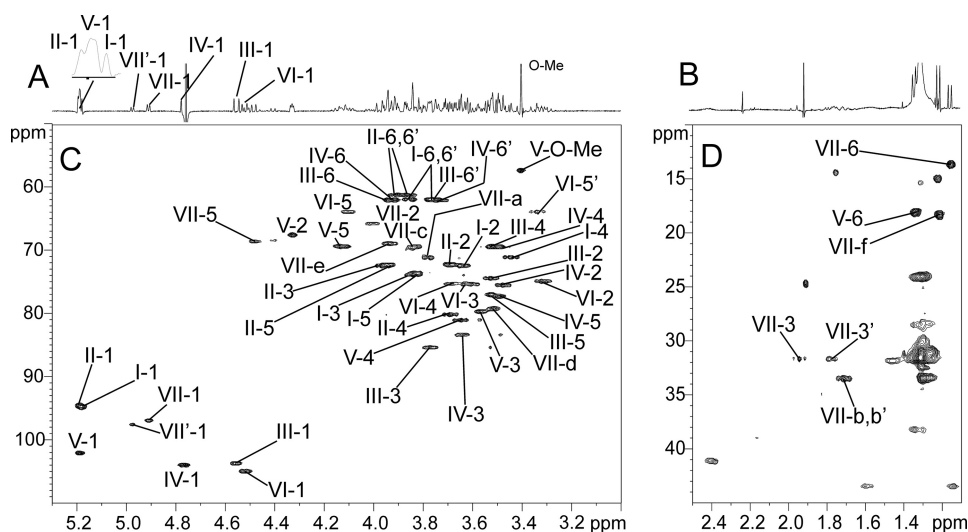 V-1
II-1 I-1
VII'-1
VII-1
IV-1
III-1
VI-1
O-Me
A
B
ppm
C
60
70
80
90
100
II-6,6'
IV-6
I-6,6'
IV-6'
V-O-Me
III-6
III-6'
VI-5
VII-a
VI-5'
VII-5
VII-2
V-2
V-5
VII-c
I-2
III-4
IV-4
I-4
VII-e
II-2
III-2
II-3
IV-2
I-3
I-5
VI-4
VI-3
VI-2
II-5
II-4
IV-5
III-5
V-4
V-3
VII-d
III-3
IV-3
II-1
I-1
VII-1
VII'-1
V-1
III-1
IV-1
VI-1
5.2 5.0 4.8 4.6 4.4 4.2 4.0 3.8 3.6 3.4 3.2 ppm
ppm
D
15
20
25
30
35
40
VII-6
V-6
VII-f
VII-3
VII-3'
VII-b,b'
2.4 2.2 2.0 1.8 1.6 1.4 1.2 ppm